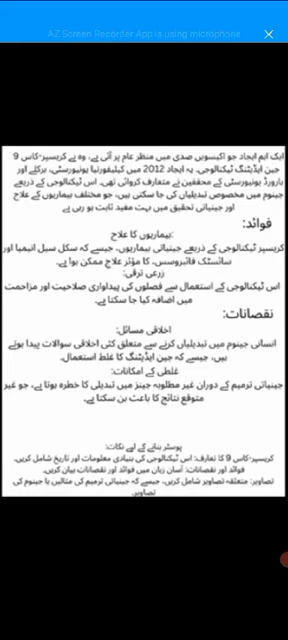 AZ Screen Recorder App is using microphone
ایک اہم ایجاد جو اکیسویں صدی میں منظر عام پر آئی ہے، وہ ہے کریسپر-کاس 9
جین ایڈیٹنگ ٹیکنالوجی۔ یہ ایجاد 2012 میں کیلیفورنیا یونیورسٹی، برکلے اور
ہارورڈ یونیورسٹی کے محققین نے متعارف کروائی تھی۔ اس ٹیکنالوجی کے ذریعے
جینوم میں مخصوص تبدیلیاں کی جا سکتی ہیں، جو مختلف بیماریوں کے علاج
اور جینیاتی تحقیق میں بہت مفید ثابت ہو رہی ہے
فوائد:
بیماریوں کا علاج:
کریسپر ٹیکنالوجی کے ذریعے جینیاتی بیماریوں، جیسے کہ سکل سیل انیمیا اور
سائسٹک فائبروسس، کا مؤثر علاج ممکن ہوا ہے۔
زرعی ترقی:
اس ٹیکنالوجی کے استعمال سے فصلوں کی پیداواری صلاحیت اور مزاحمت
میں اضافہ کیا جا سکتا ہے۔
نقصانات:
اخلاقی مسائل:
انسانی جینوم میں تبدیلیاں کرنے سے متعلق کئی اخلاقی سوالات پیدا ہوتے
ہیں، جیسے کہ جین ایڈیٹنگ کا غلط استعمال۔
غلطی کے امکانات:
جینیاتی ترمیم کے دوران غیر مطلوبہ جینز میں تبدیلی کا خطرہ ہوتا ہے، جو غیر
متوقع نتائج کا باعث بن سکتا ہے۔
پوسٹر بنانے کے لیے نکات:
کریسپر-کاس 9 کا تعارف: اس ٹیکنالوجی کی بنیادی معلومات اور تاریخ شامل کریں۔
فوائد اور نقصانات: آسان زبان میں فوائد اور نقصانات بیان کریں۔
تصاویر: متعلقہ تصاویر شامل کریں، جیسے کہ جینیاتی ترمیم کی مثالیں یا جینوم کی
تصاویر۔